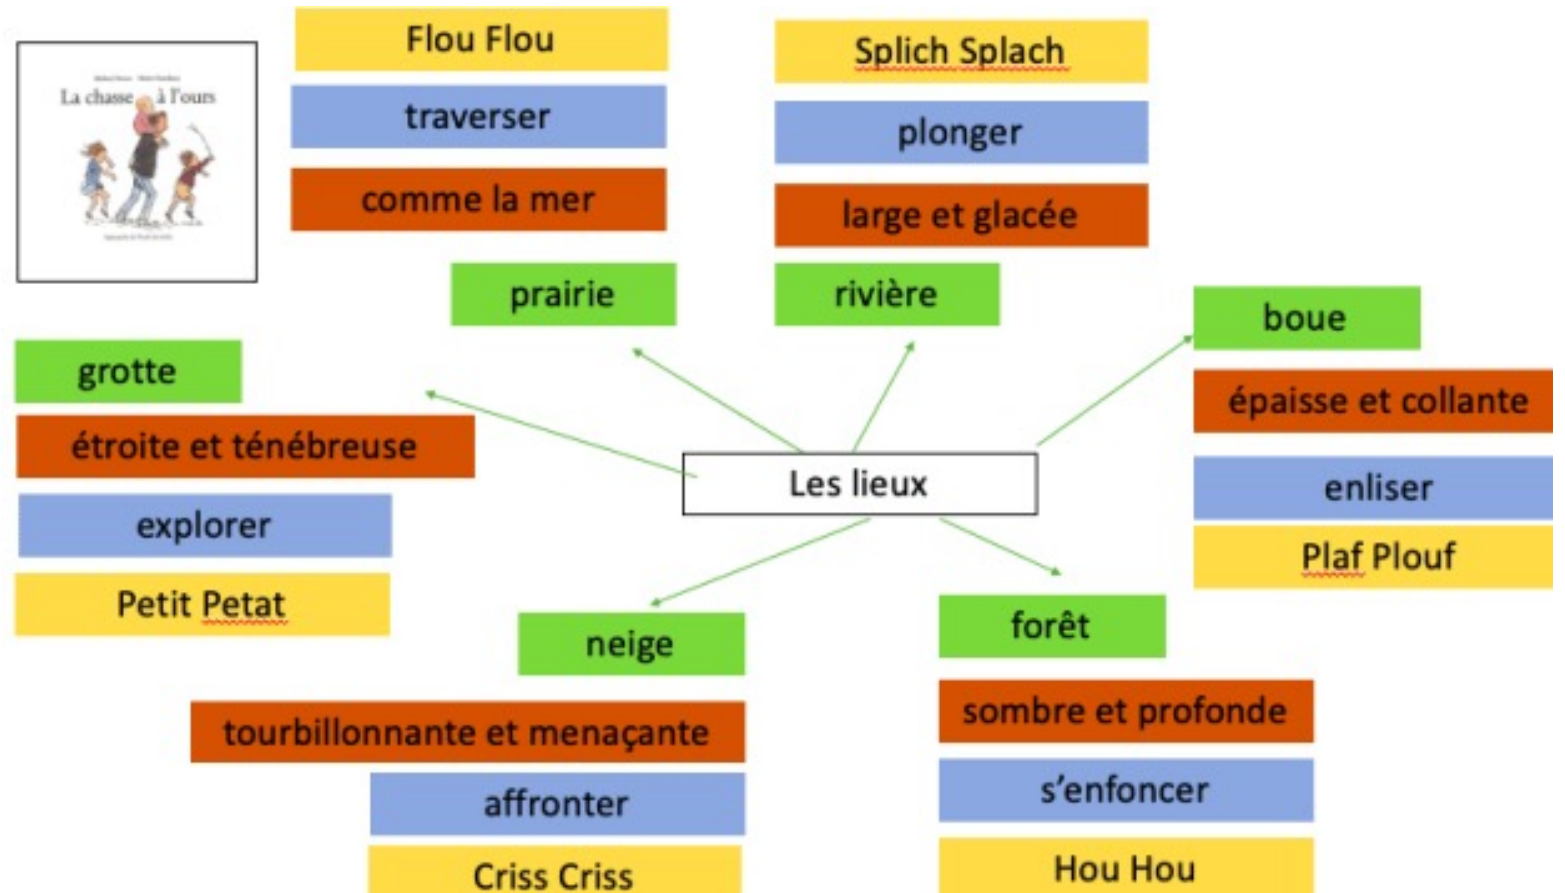 La chasse à l'ours
Flou Flou
traverser
comme la mer
prairie
Splich Splach
plonger
large et glacée
rivière
boue
épaisse et collante
enliser
Plaf Plouf
grotte
étroite et ténébreuse
explorer
Petit Petat
Les lieux
neige
tourbillonnante et menaçante
affronter
Criss Criss
forêt
sombre et profonde
s'enfoncer
Hou Hou